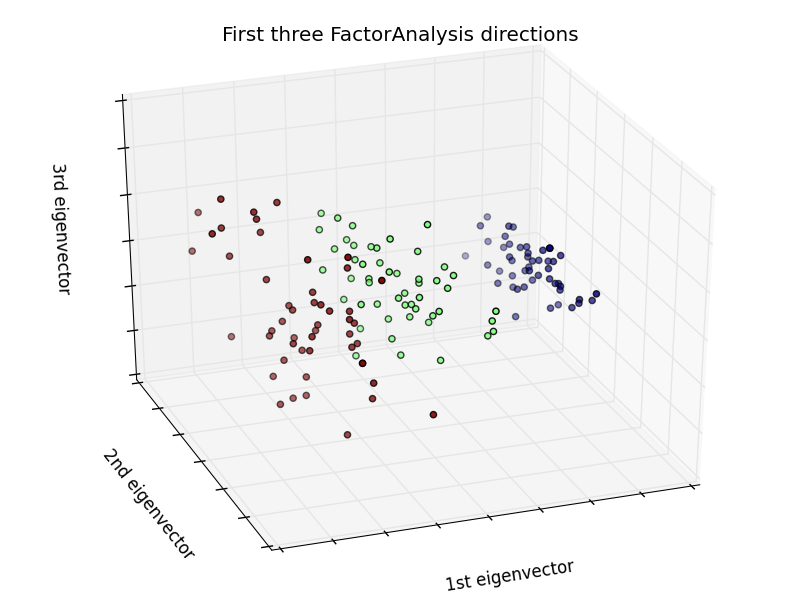 First three FactorAnalysis directions
3rd eigenvector
2nd eigenvector
1st eigenvector